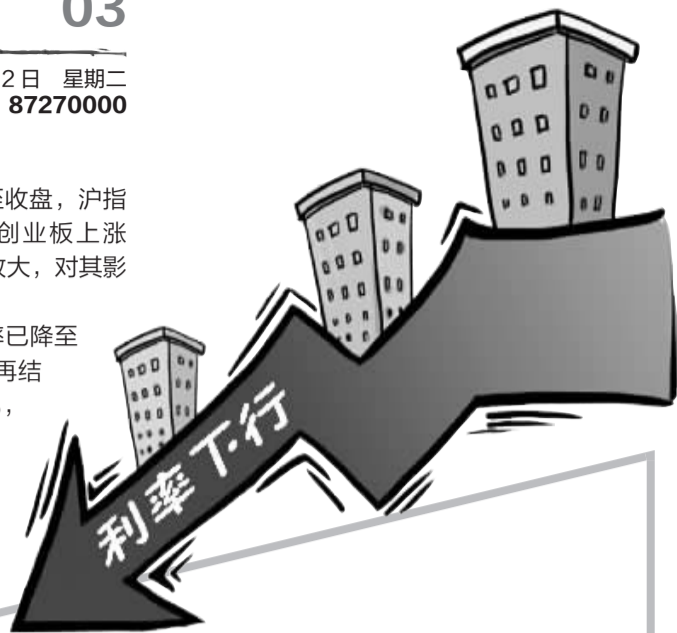 03
2日 星期二
87270000
收盘，沪指
创业板上涨
大，对其影
率已降至
再结
，
利率下行